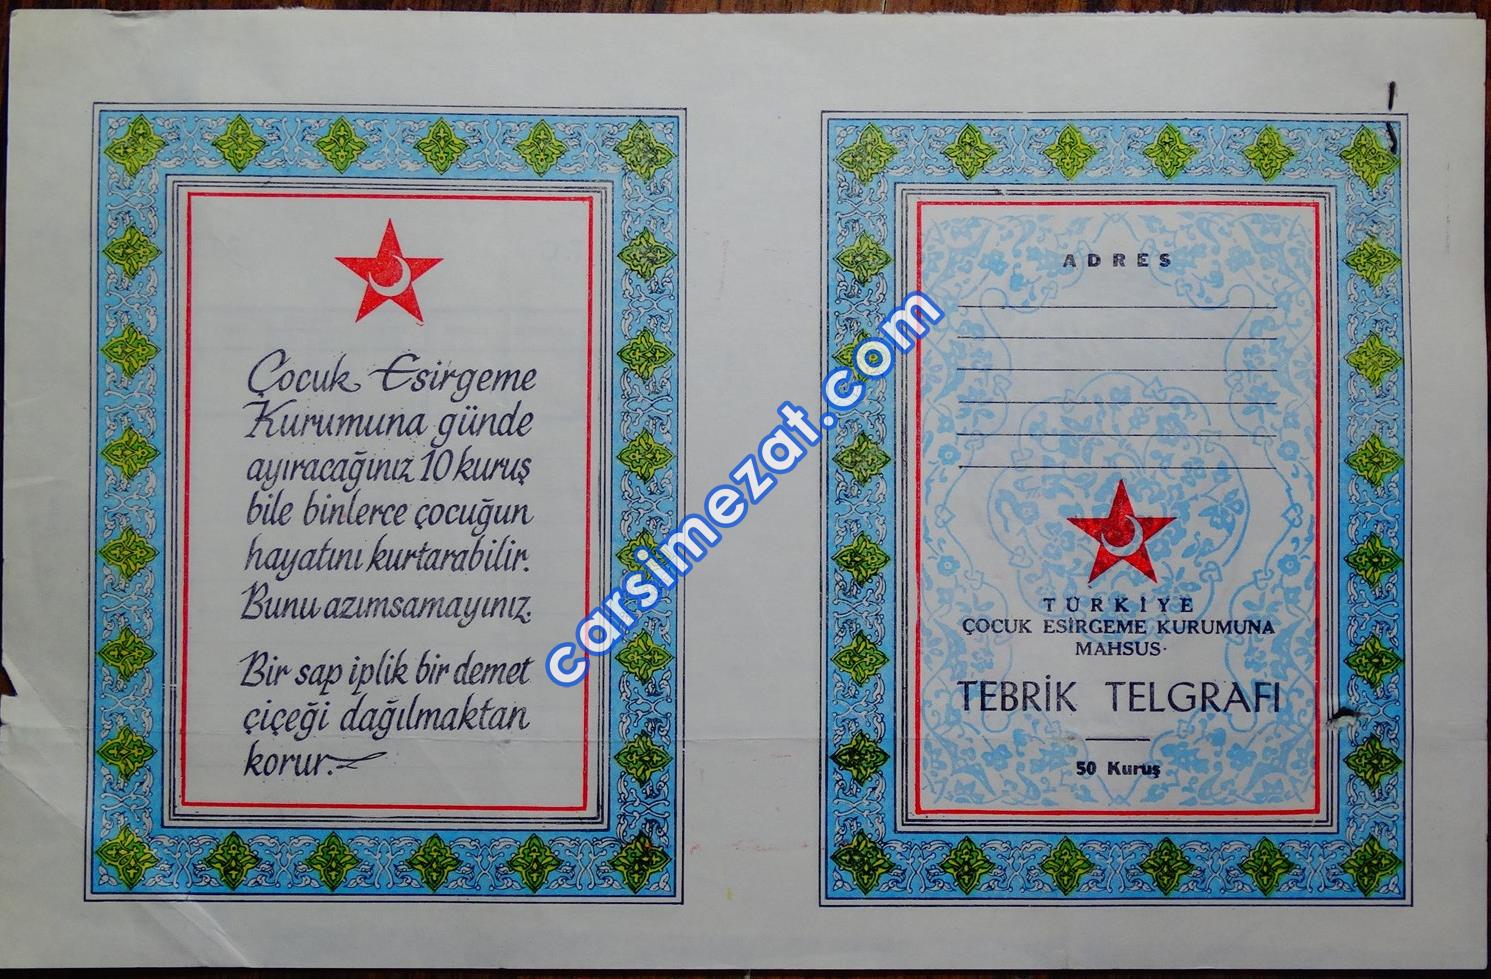 Çocuk Esirgeme
Kurumuna günde
ayıracağınız 10 kuruş
bile binlerce çocuğun
hayatını kurtarabilir.
Bunu azımsamayınız.
Bir sap iplik bir demet
çiçeği dağılmaktan
korur.
ADRES
TÜRKİYE
ÇOCUK ESİRGEME KURUMUNA
MAHSUS·
TEBRİK TELGRAFI
50 Kuruş
carsimezat.com